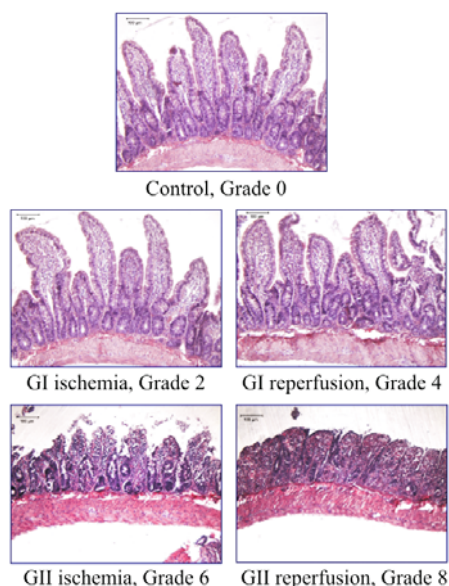 Control, Grade 0
GI ischemia, Grade 2
GI reperfusion, Grade 4
GII ischemia, Grade 6
GII reperfusion, Grade 8